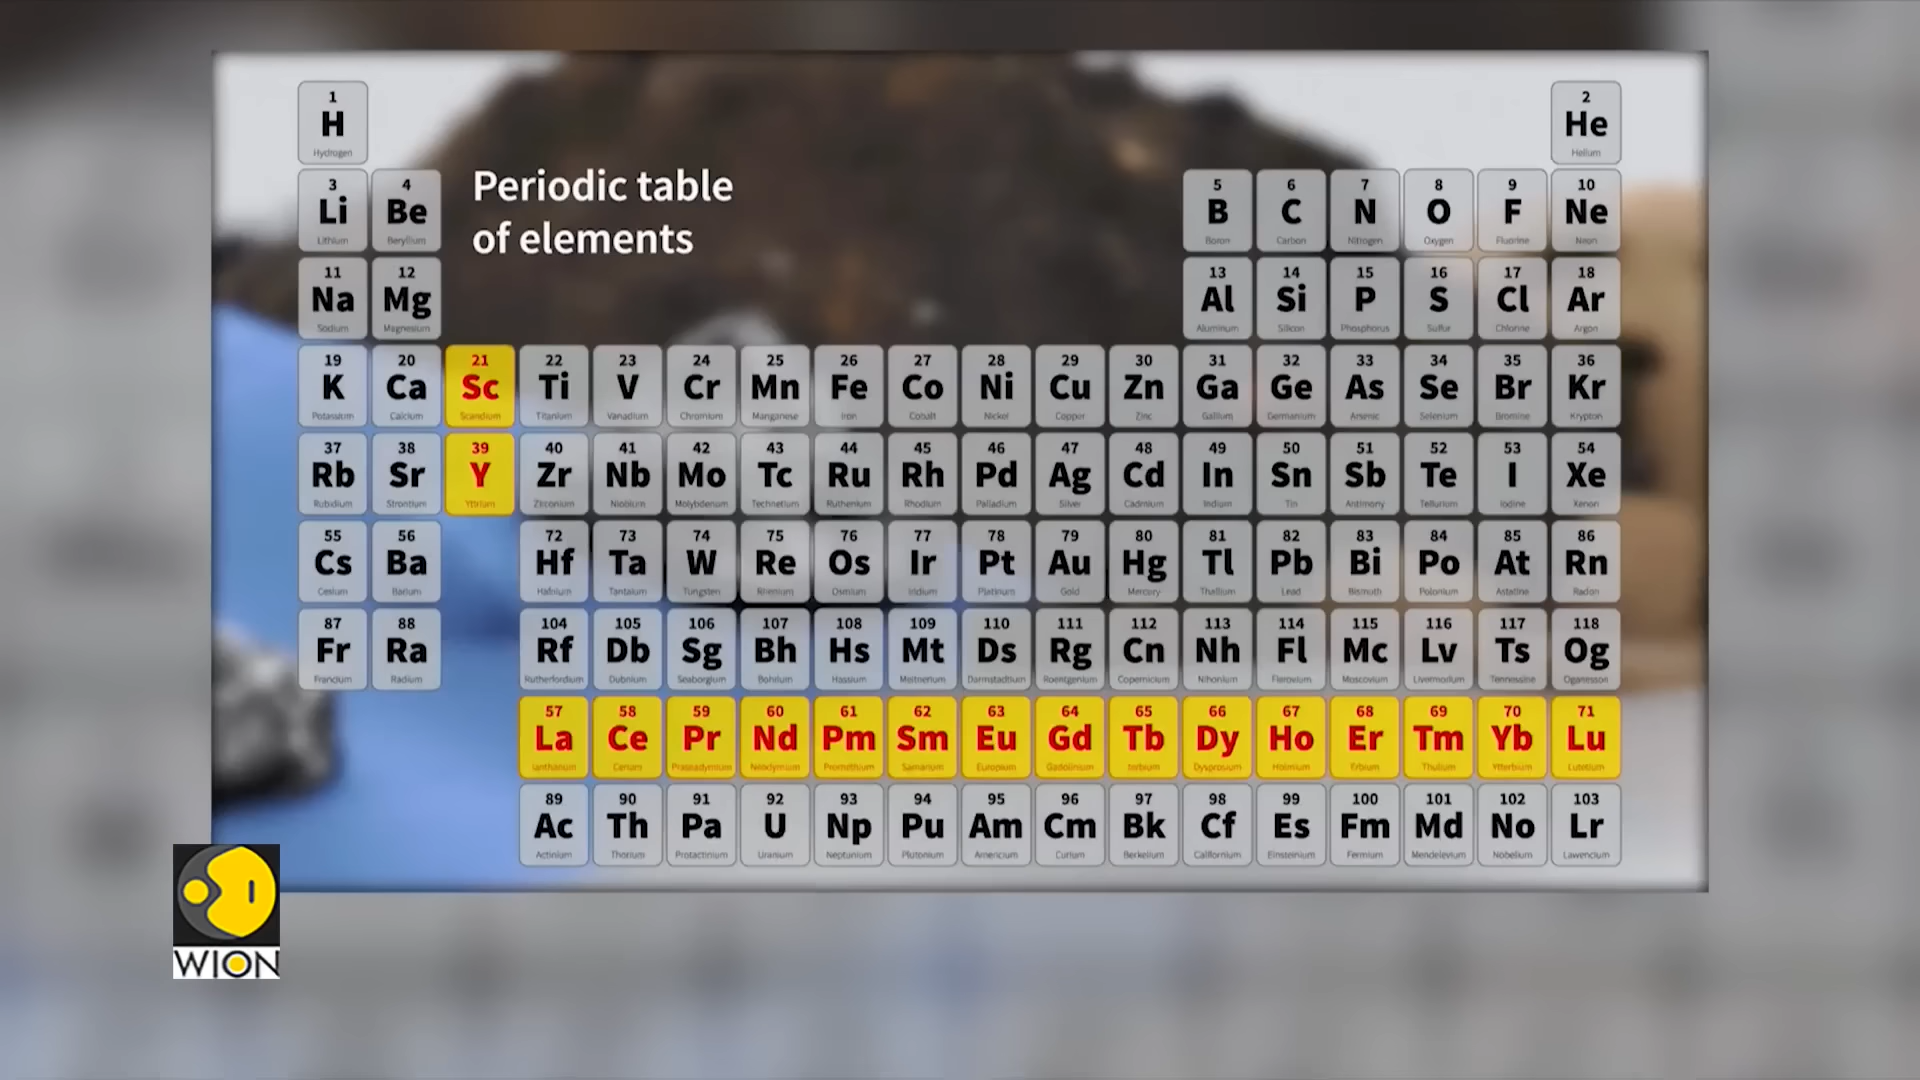 1 2
H He
Hydrogen Helium
3 4 Periodic table 5 6 7 8 9 10
Li Be of elements B C N O F Ne
Lithium Beryllium Boron Carbon Nitrogen Oxygen Fluorine Neon
11 12 13 14 15 16 17 18
Na Mg Al Si P S Cl Ar
Sodium Magnesium Aluminum Silicon Phosphorus Sulfur Chlorine Argon
19 20 21 22 23 24 25 26 27 28 29 30 31 32 33 34 35 36
K Ca Sc Ti V Cr Mn Fe Co Ni Cu Zn Ga Ge As Se Br Kr
Potassium Calcium Scandium Titanium Vanadium Chromium Manganese Iron Cobalt Nickel Copper Zinc Gallium Germanium Arsenic Selenium Bromine Krypton
37 38 39 40 41 42 43 44 45 46 47 48 49 50 51 52 53 54
Rb Sr Y Zr Nb Mo Tc Ru Rh Pd Ag Cd In Sn Sb Te I Xe
Rubidium Strontium Yttrium Zirconium Niobium Molybdenum Technetium Ruthenium Rhodium Palladium Silver Cadmium Indium Tin Antimony Tellurium Iodine Xenon
55 56 72 73 74 75 76 77 78 79 80 81 82 83 84 85 86
Cs Ba Hf Ta W Re Os Ir Pt Au Hg Tl Pb Bi Po At Rn
Cesium Barium Hafnium Tantalum Tungsten Rhenium Osmium Iridium Platinum Gold Mercury Thallium Lead Bismuth Polonium Astatine Radon
87 88 104 105 106 107 108 109 110 111 112 113 114 115 116 117 118
Fr Ra Rf Db Sg Bh Hs Mt Ds Rg Cn Nh Fl Mc Lv Ts Og
Francium Radium Rutherfordium Dubnium Seaborgium Bohrium Hassium Meitnerium Darmstadtium Roentgenium Copernicium Nihonium Flerovium Moscovium Livermorium Tennessine Oganesson
57 58 59 60 61 62 63 64 65 66 67 68 69 70 71
La Ce Pr Nd Pm Sm Eu Gd Tb Dy Ho Er Tm Yb Lu
lanthanum Cerium Praseodymium Neodymium Promethium Samarium Europium Gadolinium terbium Dysprosium Holmium Erbium Thulium Ytterbium Lutetium
89 90 91 92 93 94 95 96 97 98 99 100 101 102 103
Ac Th Pa U Np Pu Am Cm Bk Cf Es Fm Md No Lr
Actinium Thorium Protactinium Uranium Neptunium Plutonium Americium Curium Berkelium Californium Einsteinium Fermium Mendelevium Nobelium Lawrencium
WION